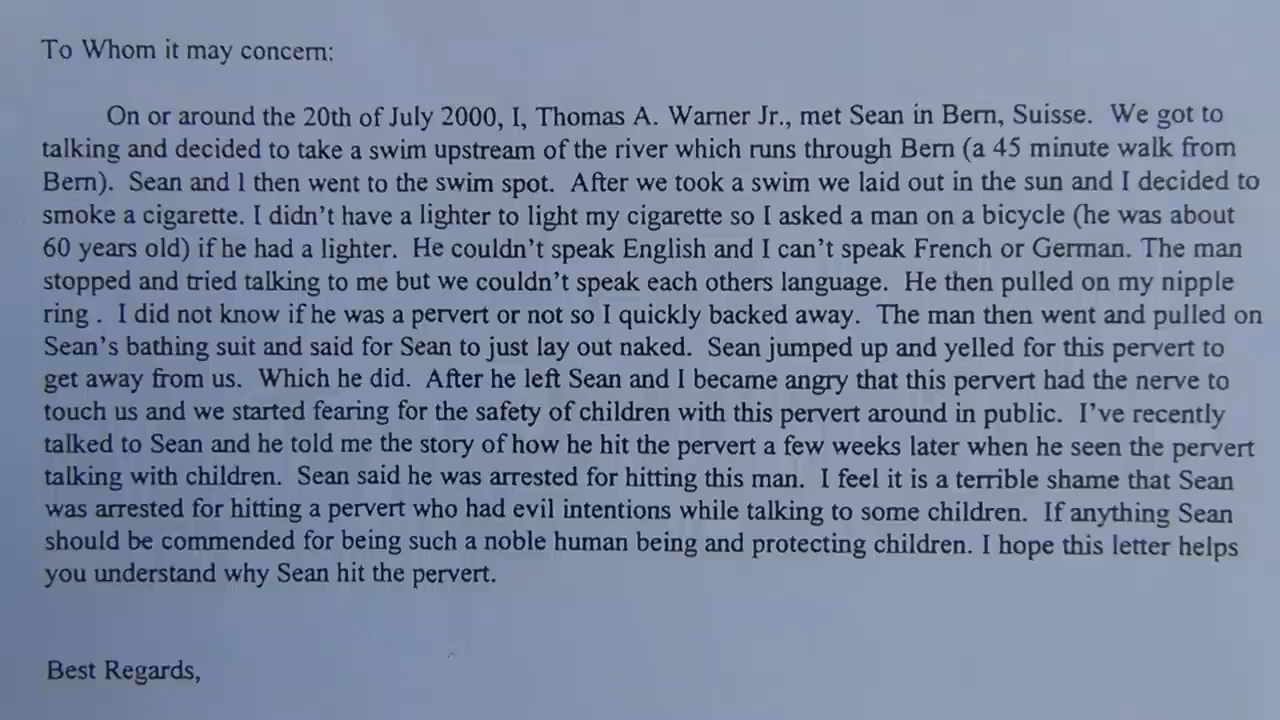 To Whom it may concern:
On or around the 20th of July 2000, I, Thomas A. Warner Jr., met Sean in Bern, Suisse. We got to
talking and decided to take a swim upstream of the river which runs through Bern (a 45 minute walk from
Bern). Sean and I then went to the swim spot. After we took a swim we laid out in the sun and I decided to
smoke a cigarette. I didn't have a lighter to light my cigarette so I asked a man on a bicycle (he was about
60 years old) if he had a lighter. He couldn't speak English and I can't speak French or German. The man
stopped and tried talking to me but we couldn't speak each others language. He then pulled on my nipple
ring . I did not know if he was a pervert or not so I quickly backed away. The man then went and pulled on
Sean's bathing suit and said for Sean to just lay out naked. Sean jumped up and yelled for this pervert to
get away from us. Which he did. After he left Sean and I became angry that this pervert had the nerve to
touch us and we started fearing for the safety of children with this pervert around in public. I've recently
talked to Sean and he told me the story of how he hit the pervert a few weeks later when he seen the pervert
talking with children. Sean said he was arrested for hitting this man. I feel it is a terrible shame that Sean
was arrested for hitting a pervert who had evil intentions while talking to some children. If anything Sean
should be commended for being such a noble human being and protecting children. I hope this letter helps
you understand why Sean hit the pervert.
Best Regards,